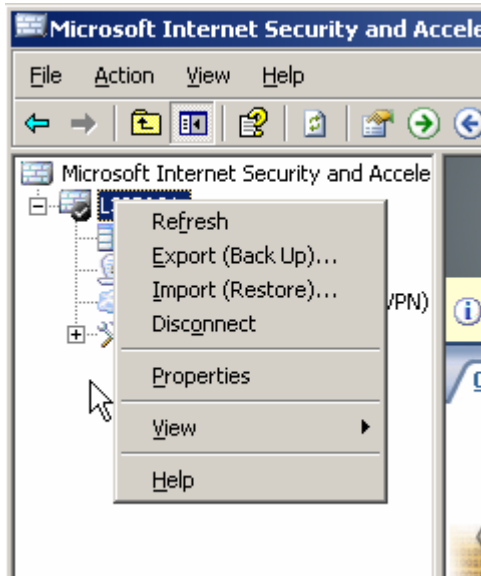 Microsoft Internet Security and Accele
File Action View Help
Microsoft Internet Security and Accele
Refresh
Export (Back Up)...
Import (Restore)...
VPN)
Disconnect
Properties
View
Help